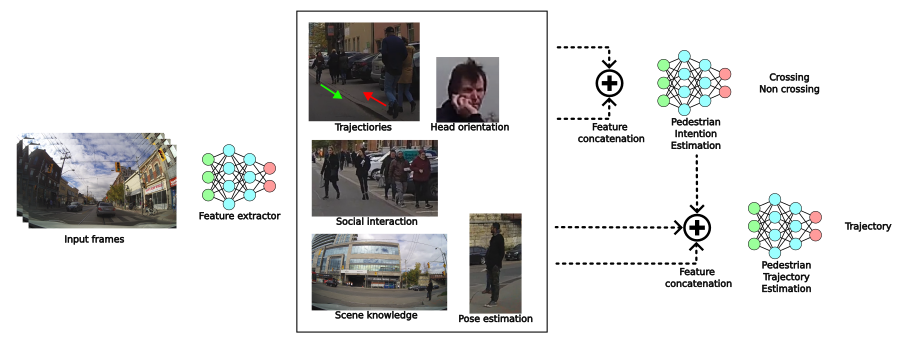 Input frames
Feature extractor
Trajectiories
Head orientation
Social interaction
Scene knowledge
Pose estimation
Feature
concatenation
Pedestrian
Intention
Estimation
Crossing
Non crossing
Feature
concatenation
Pedestrian
Trajectory
Estimation
Trajectory